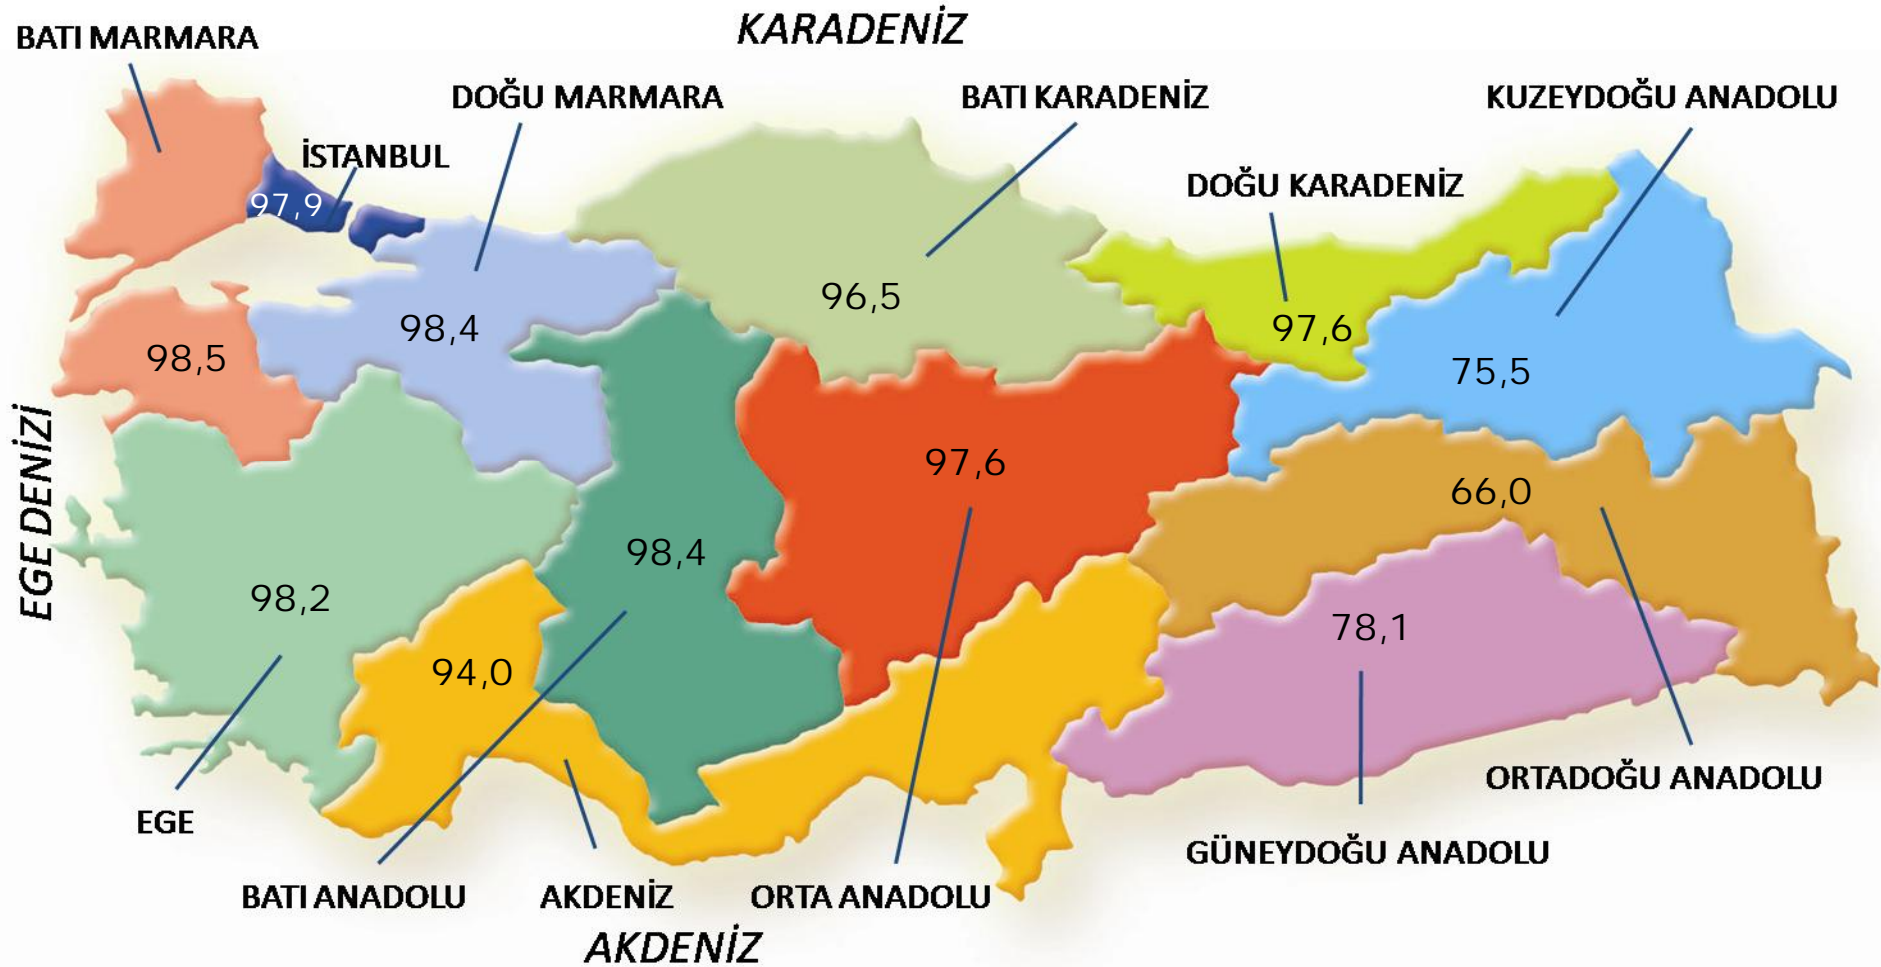 KARADENİZ
BATI MARMARA
DOĞU MARMARA
BATI KARADENİZ
KUZEYDOĞU ANADOLU
İSTANBUL
DOĞU KARADENİZ
97,9
96,5
98,4
97,6
98,5
75,5
EGE DENİZİ
97,6
66,0
98,4
98,2
78,1
94,0
ORTADOĞU ANADOLU
EGE
GÜNEYDOĞU ANADOLU
BATI ANADOLU
AKDENİZ
ORTA ANADOLU
AKDENİZ